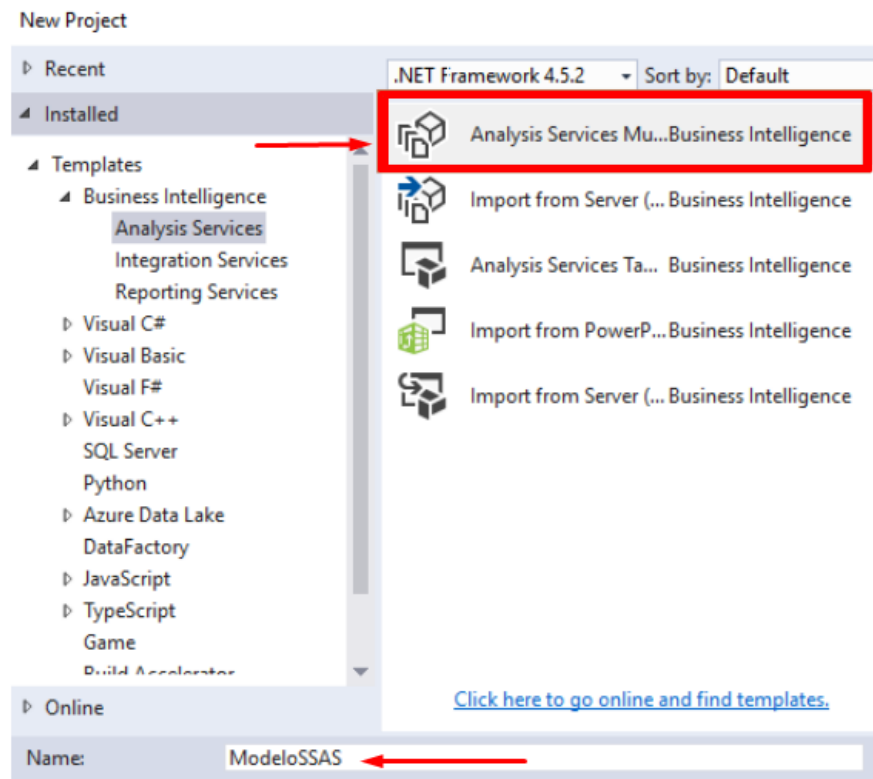 New Project
Recent
.NET Framework 4.5.2 Sort by: Default
Installed
Templates
Business Intelligence
Analysis Services
Integration Services
Reporting Services
Visual C#
Visual Basic
Visual F#
Visual C++
SQL Server
Python
Azure Data Lake
DataFactory
JavaScript
TypeScript
Game
Build Accelerator
Online
Analysis Services Mu... Business Intelligence
Import from Server (... Business Intelligence
Analysis Services Ta... Business Intelligence
Import from PowerP... Business Intelligence
Import from Server (... Business Intelligence
Click here to go online and find templates.
Name: ModeloSSAS